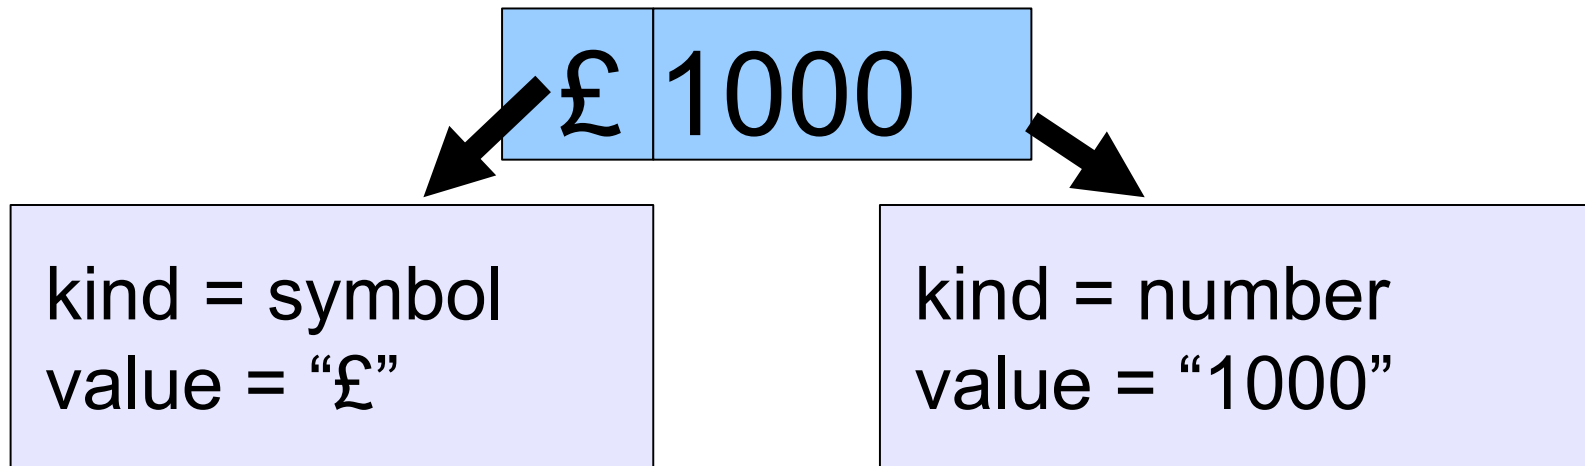 £ 1000
kind = symbol
value = “£”
kind = number
value = “1000”